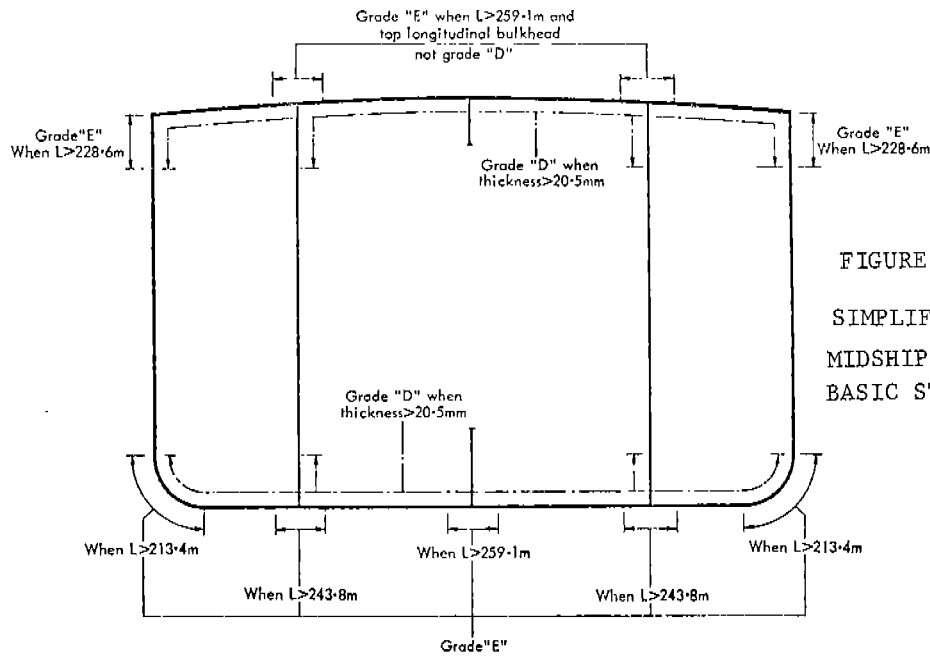 Grade "E" when L>259·1m and
top longitudinal bulkhead
not grade "D"
Grade"E"
When L>228·6m
Grade "E"
When L>228·6m
Grade "D" when
thickness>20·5mm
FIGURE
SIMPLIF
MIDSHIP
BASIC S
Grade "D" when
thickness>20·5mm
When L>213·4m
When L>259·1m
When L>213·4m
When L>243·8m
When L>243·8m
Grade"E"